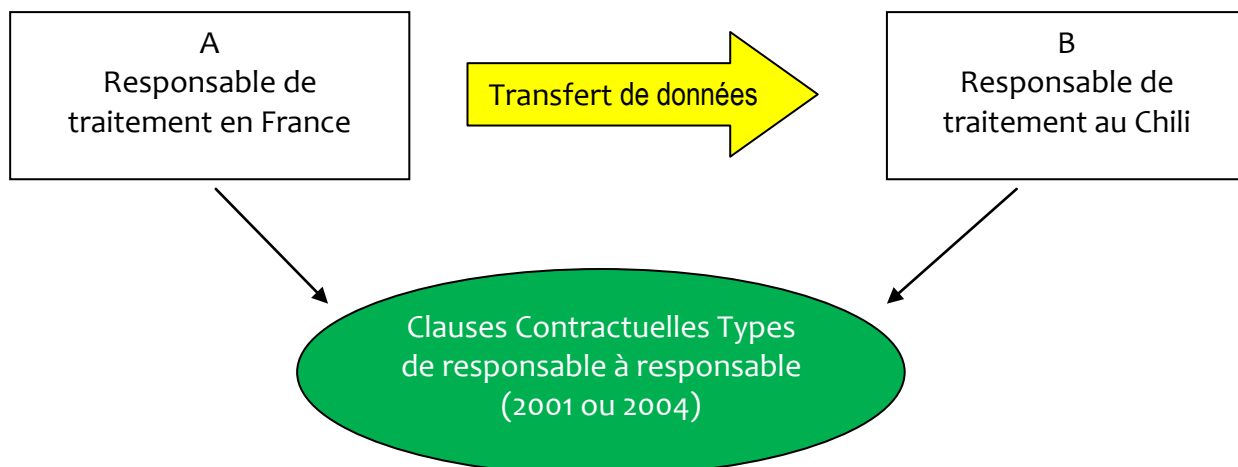 A
Responsable de
traitement en France
Transfert de données
B
Responsable de
traitement au Chili
Clauses Contractuelles Types
de responsable à responsable
(2001 ou 2004)